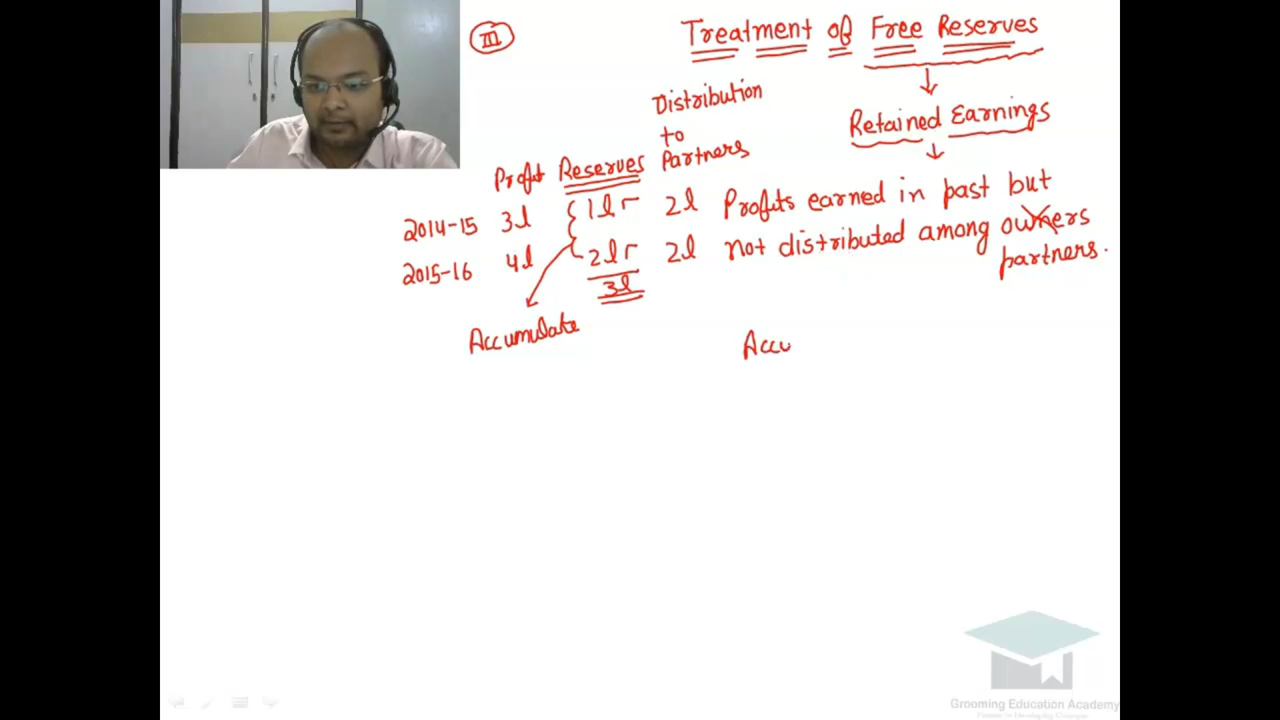 III
Treatment of Free Reserves
Retained Earnings
Profits earned in past but
not distributed among owners
partners.
Distribution
to
Profit Reserves Partners
2014-15 3l 1l r 2l
2015-16 4l 2l r 2l
3l
Accumulate
Accu
Grooming Education Academy